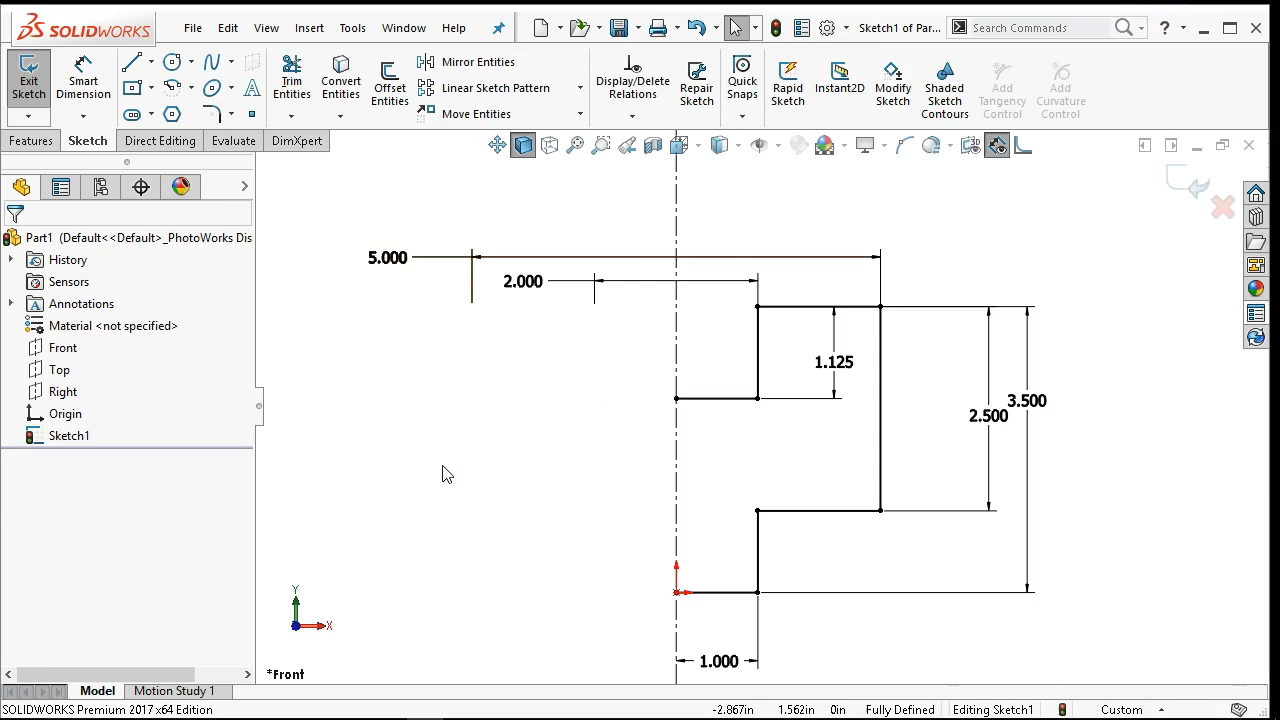 SOLIDWORKS File Edit View Insert Tools Window Help Sketch1 of Par... Search Commands ?
Exit Sketch
Smart Dimension
Trim Entities
Convert Entities
Offset Entities
Mirror Entities
Linear Sketch Pattern
Move Entities
Display/Delete Relations
Repair Sketch
Quick Snaps
Rapid Sketch
Instant2D
Modify Sketch
Shaded Sketch Contours
Add Tangency Control
Add Curvature Control
Features Sketch Direct Editing Evaluate DimXpert
Part1 (Default<<Default>_PhotoWorks Dis
History
Sensors
Annotations
Material <not specified>
Front
Top
Right
Origin
Sketch1
5.000
2.000
1.125
3.500
2.500
1.000
Y
X
*Front
Model Motion Study 1
SOLIDWORKS Premium 2017 x64 Edition -2.867in 1.562in 0in Fully Defined Editing Sketch1 Custom